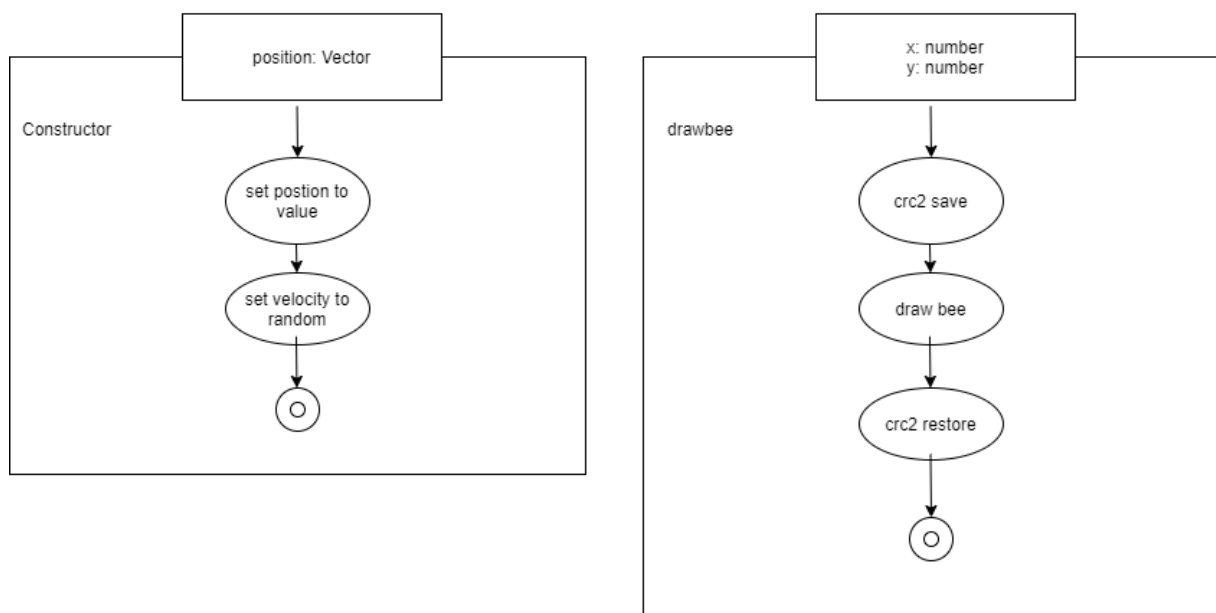 position: Vector
Constructor
set postion to
value
set velocity to
random
x: number
y: number
drawbee
crc2 save
draw bee
crc2 restore